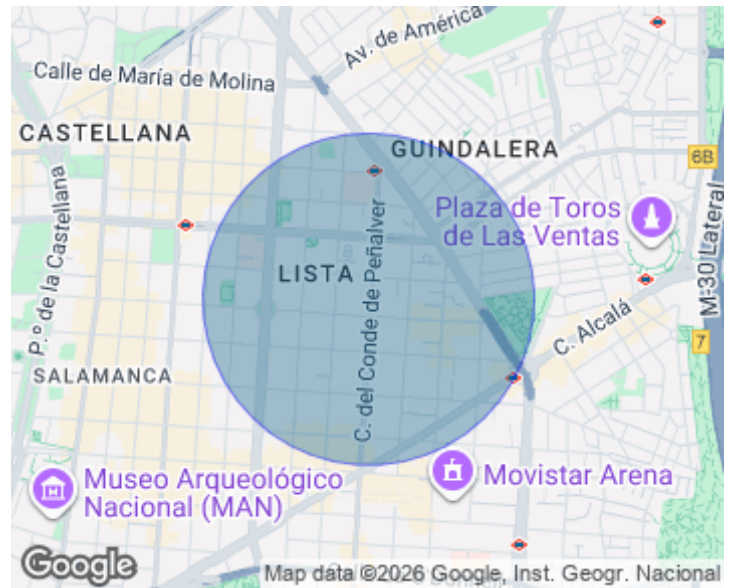 Av. de América
Calle de María de Molina
CASTELLANA
GUINDALERA
6B
Plaza de Toros
de Las Ventas
P.º de la Castellana
LISTA
C. del Conde de Peñalver
M-30 Lateral
C. Alcalá
7
SALAMANCA
Museo Arqueológico
Nacional (MAN)
Movistar Arena
Google
Map data ©2026 Google, Inst. Geogr. Nacional